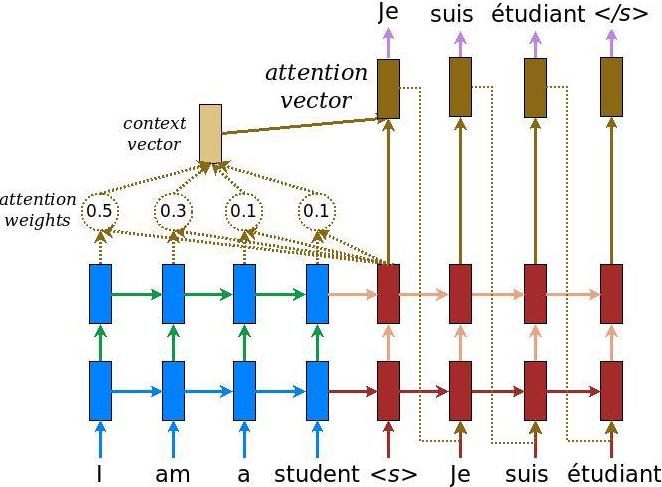 Je suis étudiant </s>
attention
vector
context
vector
attention
weights
0.5 0.3 0.1 0.1
I am a student <s> Je suis étudiant